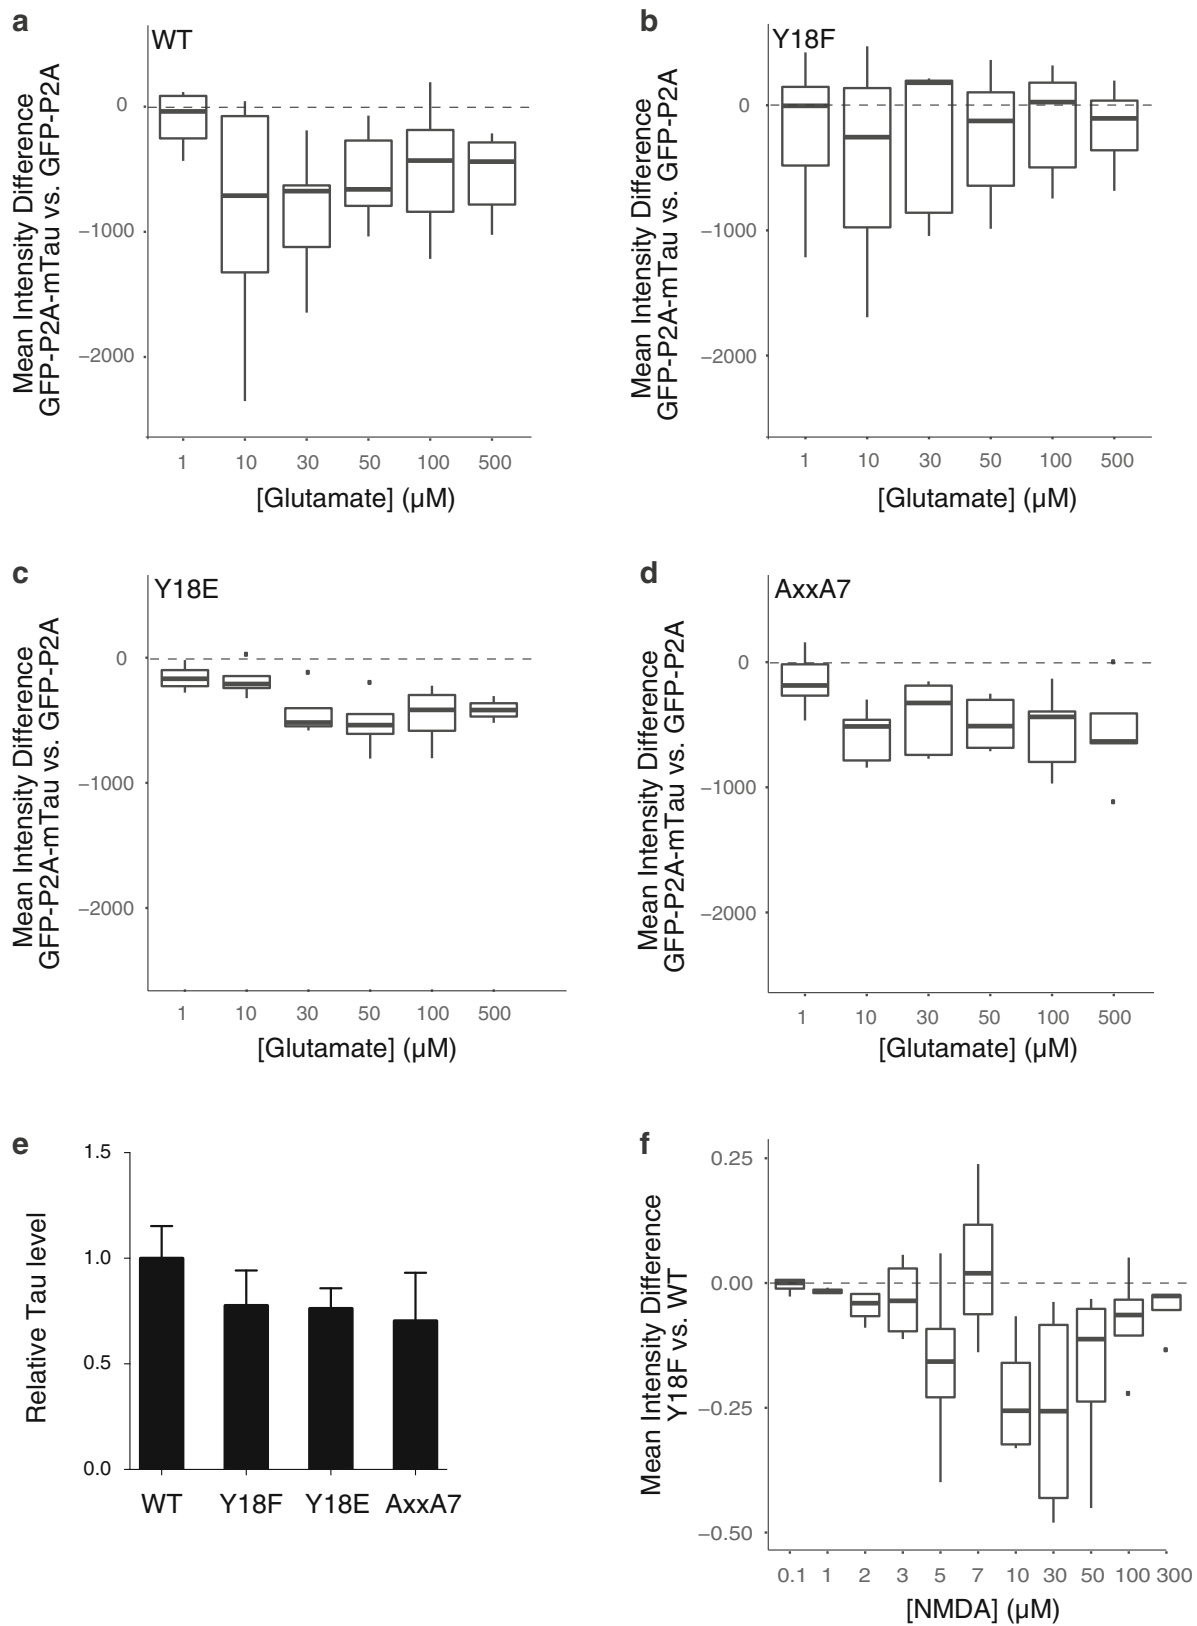 a
WT
Mean Intensity Difference
GFP-P2A-mTau vs. GFP-P2A
0
−1000
−2000
1 10 30 50 100 500
[Glutamate] (µM)
b
Y18F
Mean Intensity Difference
GFP-P2A-mTau vs. GFP-P2A
0
−1000
−2000
1 10 30 50 100 500
[Glutamate] (µM)
c
Y18E
Mean Intensity Difference
GFP-P2A-mTau vs. GFP-P2A
0
−1000
−2000
1 10 30 50 100 500
[Glutamate] (µM)
d
AxxA7
Mean Intensity Difference
GFP-P2A-mTau vs. GFP-P2A
0
−1000
−2000
1 10 30 50 100 500
[Glutamate] (µM)
e
Relative Tau level
1.5
1.0
0.5
0.0
WT Y18F Y18E AxxA7
f
Mean Intensity Difference
Y18F vs. WT
0.25
0.00
−0.25
−0.50
0.1 1 2 3 5 7 10 30 50 100 300
[NMDA] (µM)